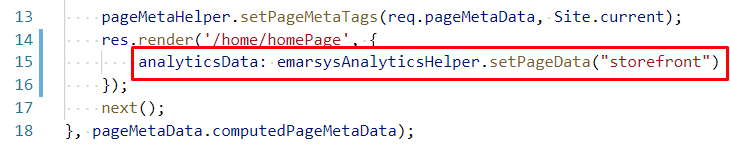 13 pageMetaHelper.setPageMetaTags(req.pageMetaData, Site.current);
14 res.render('/home/homePage', {
15 analyticsData: emarsysAnalyticsHelper.setPageData("storefront")
16 });
17 next();
18 }, pageMetaData.computedPageMetaData);